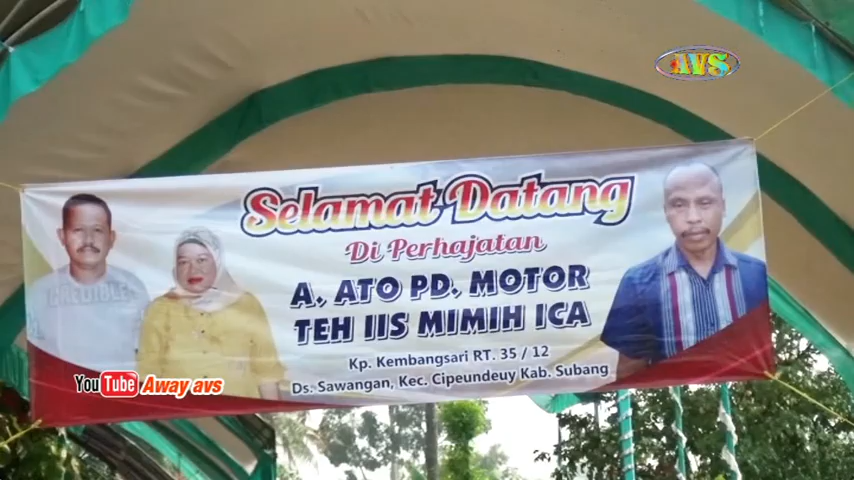 AVS
Selamat Datang
Di Perhajatan
A. ATO PD. MOTOR
TEH IIS MIMIH ICA
Kp. Kembangsari RT. 35 / 12
Ds. Sawangan, Kec. Cipeundeuy Kab. Subang
CREDIBLE
YouTube Away avs